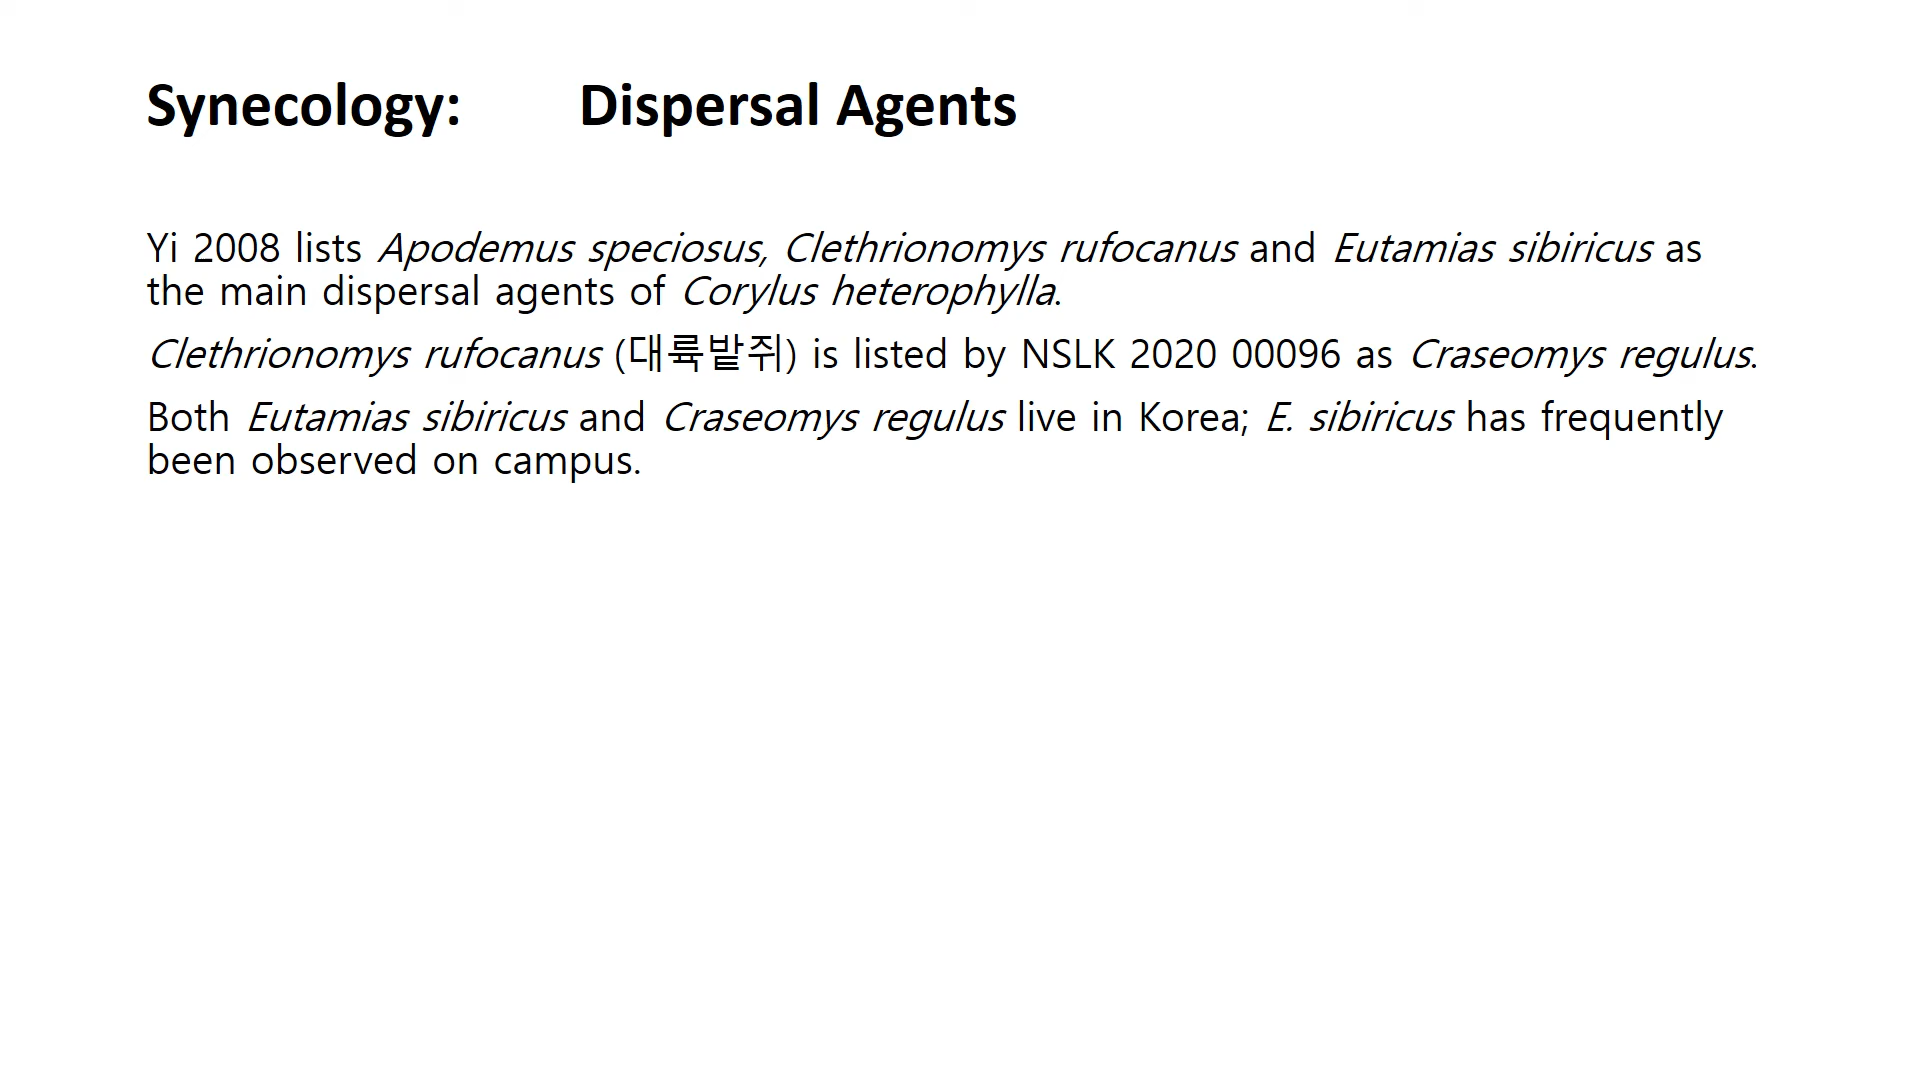 Synecology: Dispersal Agents
Yi 2008 lists Apodemus speciosus, Clethrionomys rufocanus and Eutamias sibiricus as
the main dispersal agents of Corylus heterophylla.
Clethrionomys rufocanus (대륙밭쥐) is listed by NSLK 2020 00096 as Craseomys regulus.
Both Eutamias sibiricus and Craseomys regulus live in Korea; E. sibiricus has frequently
been observed on campus.